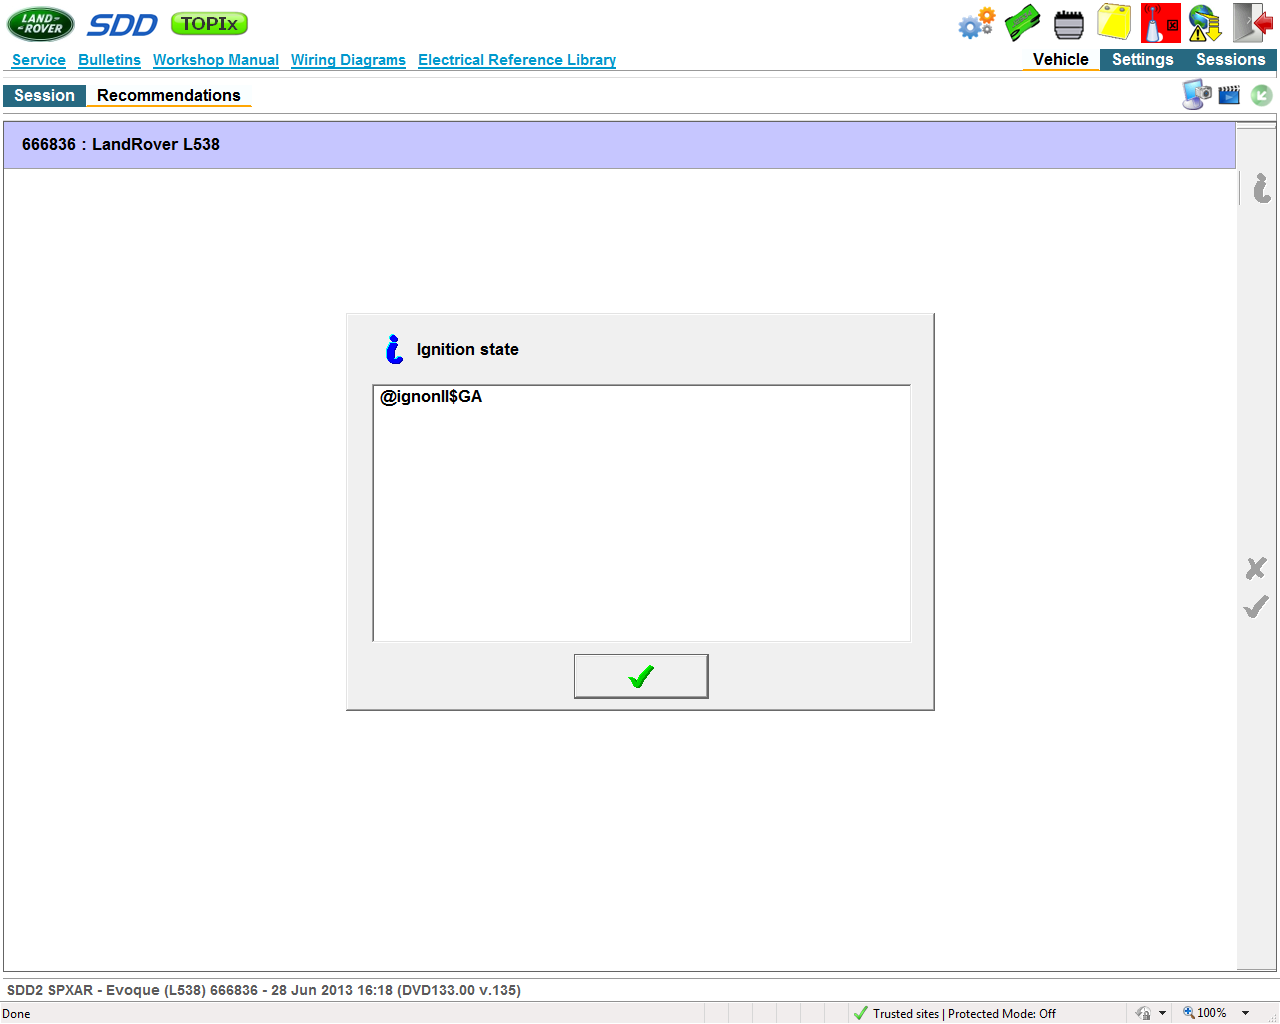 LAND-
-ROVER
SDD
TOPIx
Service Bulletins Workshop Manual Wiring Diagrams Electrical Reference Library
Vehicle Settings Sessions
Session Recommendations
666836 : LandRover L538
Ignition state
@ignonII$GA
SDD2 SPXAR - Evoque (L538) 666836 - 28 Jun 2013 16:18 (DVD133.00 v.135)
Done
Trusted sites | Protected Mode: Off
100%